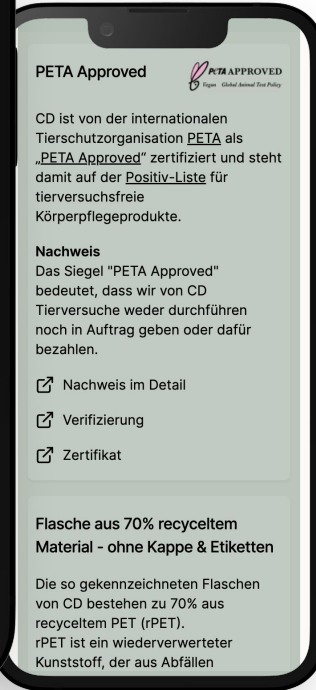 PETA Approved
PETA APPROVED
Vegan Global Animal Test Policy
CD ist von der internationalen
Tierschutzorganisation PETA als
„PETA Approved“ zertifiziert und steht
damit auf der Positiv-Liste für
tierversuchsfreie
Körperpflegeprodukte.
Nachweis
Das Siegel "PETA Approved"
bedeutet, dass wir von CD
Tierversuche weder durchführen
noch in Auftrag geben oder dafür
bezahlen.
Nachweis im Detail
Verifizierung
Zertifikat
Flasche aus 70% recyceltem
Material - ohne Kappe & Etiketten
Die so gekennzeichneten Flaschen
von CD bestehen zu 70% aus
recyceltem PET (rPET).
rPET ist ein wiederverwerteter
Kunststoff, der aus Abfällen